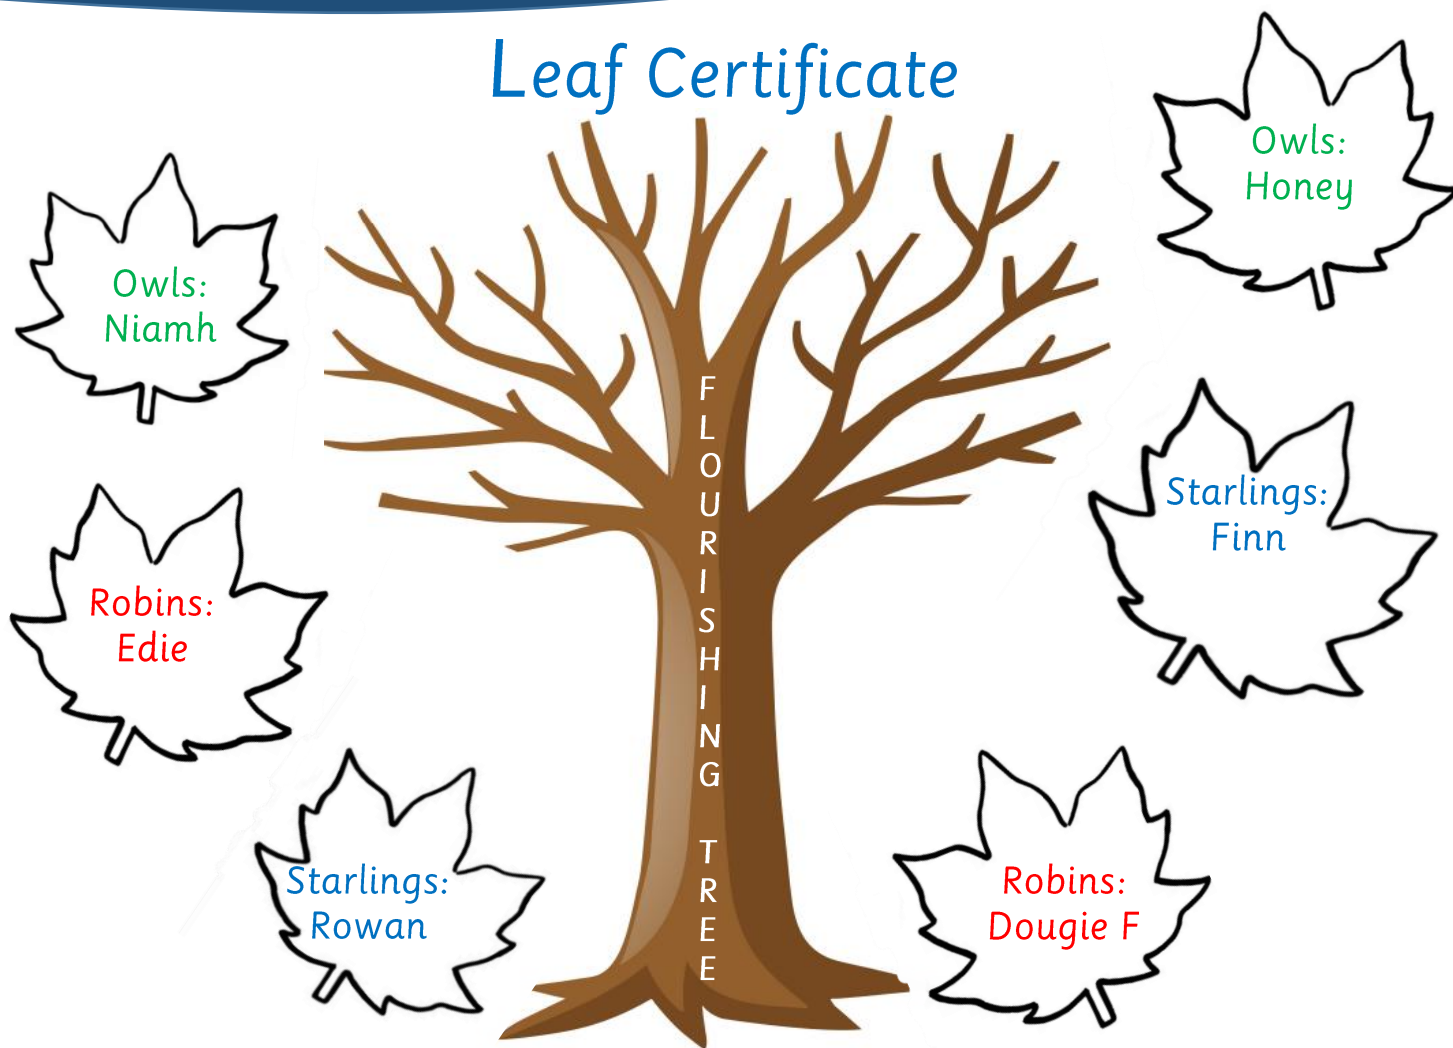 Leaf Certificate
Owls:
Honey
Owls:
Niamh
Starlings:
Finn
Robins:
Edie
Starlings:
Rowan
Robins:
Dougie F
FLOURISHING TREE